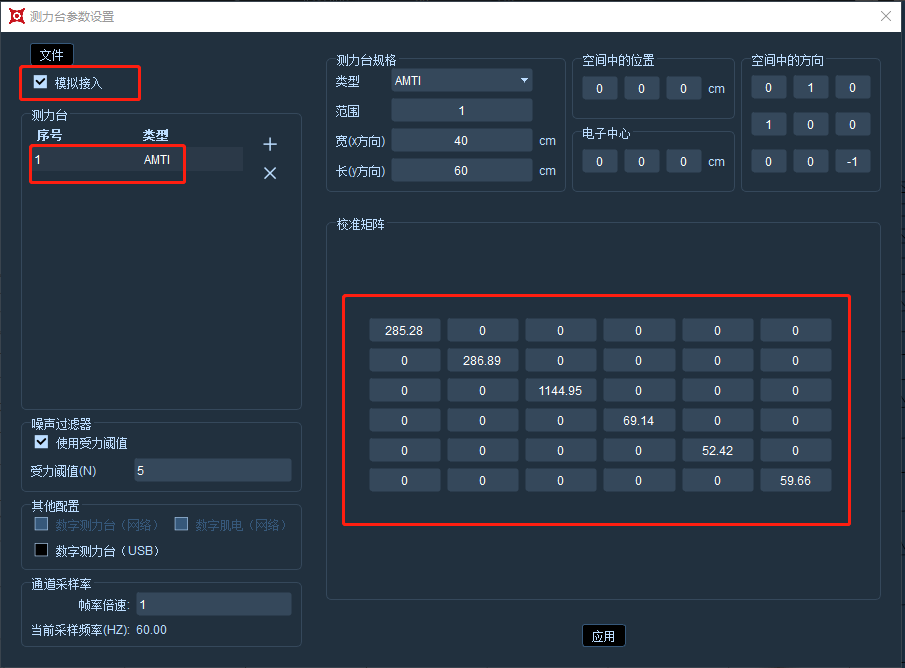 测力台参数设置
文件
模拟接入
测力台
序号 类型
1 AMTI
噪声过滤器
使用受力阈值
受力阈值(N) 5
其他配置
数字测力台（网络） 数字肌电（网络）
数字测力台（USB）
通道采样率
帧率倍速: 1
当前采样频率(HZ): 60.00
测力台规格
类型 AMTI
范围 1
宽(x方向) 40 cm
长(y方向) 60 cm
空间中的位置
0 0 0 cm
电子中心
0 0 0 cm
空间中的方向
0 1 0
1 0 0
0 0 -1
校准矩阵
285.28 0 0 0 0 0
0 286.89 0 0 0 0
0 0 1144.95 0 0 0
0 0 0 69.14 0 0
0 0 0 0 52.42 0
0 0 0 0 0 59.66
应用